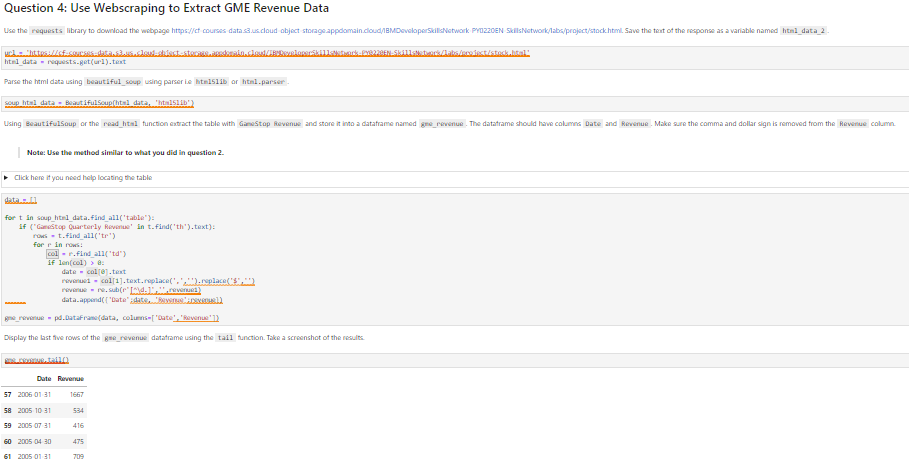 Question 4: Use Webscraping to Extract GME Revenue Data
Use the requests library to download the webpage https://cf-courses-data.s3.us.cloud-object-storage.appdomain.cloud/IBMDeveloperSkillsNetwork-PY0220EN-SkillsNetwork/labs/project/stock.html. Save the text of the response as a variable named html_data_2.
url = 'https://cf-courses-data.s3.us.cloud-object-storage.appdomain.cloud/IBMDeveloperSkillsNetwork-PY0220EN-SkillsNetwork/labs/project/stock.html'
html_data = requests.get(url).text
Parse the html data using beautiful_soup using parser i.e html5lib or html.parser.
soup_html_data = BeautifulSoup(html_data, 'html5lib')
Using BeautifulSoup or the read_html function extract the table with GameStop Revenue and store it into a dataframe named gme_revenue. The dataframe should have columns Date and Revenue. Make sure the comma and dollar sign is removed from the Revenue column.
Note: Use the method similar to what you did in question 2.
Click here if you need help locating the table
data = []
for t in soup_html_data.find_all('table'):
if ('GameStop Quarterly Revenue' in t.find('th').text):
rows = t.find_all('tr')
for r in rows:
col = r.find_all('td')
if len(col) > 0:
date = col[0].text
revenue1 = col[1].text.replace(',','').replace('$','')
revenue = re.sub(r'[^\d.]','',revenue1)
data.append({'Date':date, 'Revenue':revenue})
gme_revenue = pd.DataFrame(data, columns=['Date','Revenue'])
Display the last five rows of the gme_revenue dataframe using the tail function. Take a screenshot of the results.
gme_revenue.tail()
Date Revenue
57 2006-01-31 1667
58 2005-10-31 534
59 2005-07-31 416
60 2005-04-30 475
61 2005-01-31 709